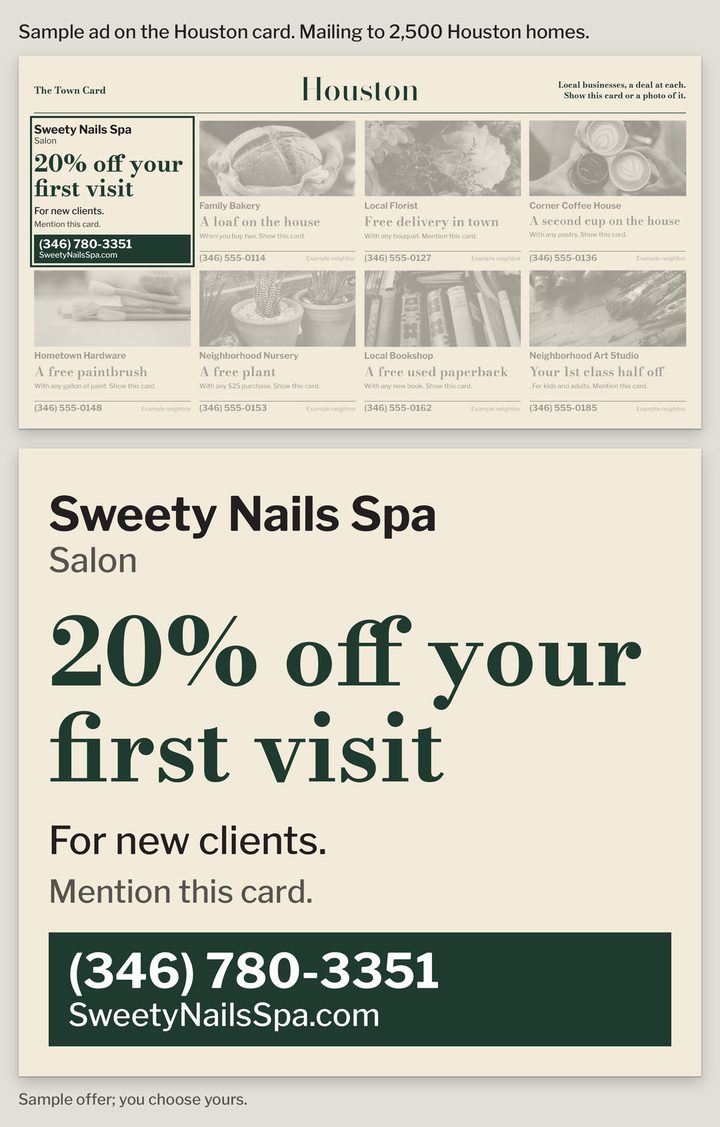 Sample ad on the Houston card. Mailing to 2,500 Houston homes.
The Town Card
Houston
Local businesses, a deal at each.
Show this card or a photo of it.
Sweety Nails Spa
Salon
20% off your
first visit
For new clients.
Mention this card.
(346) 780-3351
SweetyNailsSpa.com
Family Bakery
A loaf on the house
When you buy two. Show this card.
(346) 555-0114
Example neighbor
Local Florist
Free delivery in town
With any bouquet. Mention this card.
(346) 555-0127
Example neighbor
Corner Coffee House
A second cup on the house
With any pastry. Show this card.
(346) 555-0136
Example neighbor
Hometown Hardware
A free paintbrush
With any gallon of paint. Show this card.
(346) 555-0148
Example neighbor
Neighborhood Nursery
A free plant
With any $25 purchase. Show this card.
(346) 555-0153
Example neighbor
Local Bookshop
A free used paperback
With any new book. Show this card.
(346) 555-0162
Example neighbor
Neighborhood Art Studio
Your 1st class half off
For kids and adults. Mention this card.
(346) 555-0185
Example neighbor
Sweety Nails Spa
Salon
20% off your
first visit
For new clients.
Mention this card.
(346) 780-3351
SweetyNailsSpa.com
Sample offer; you choose yours.